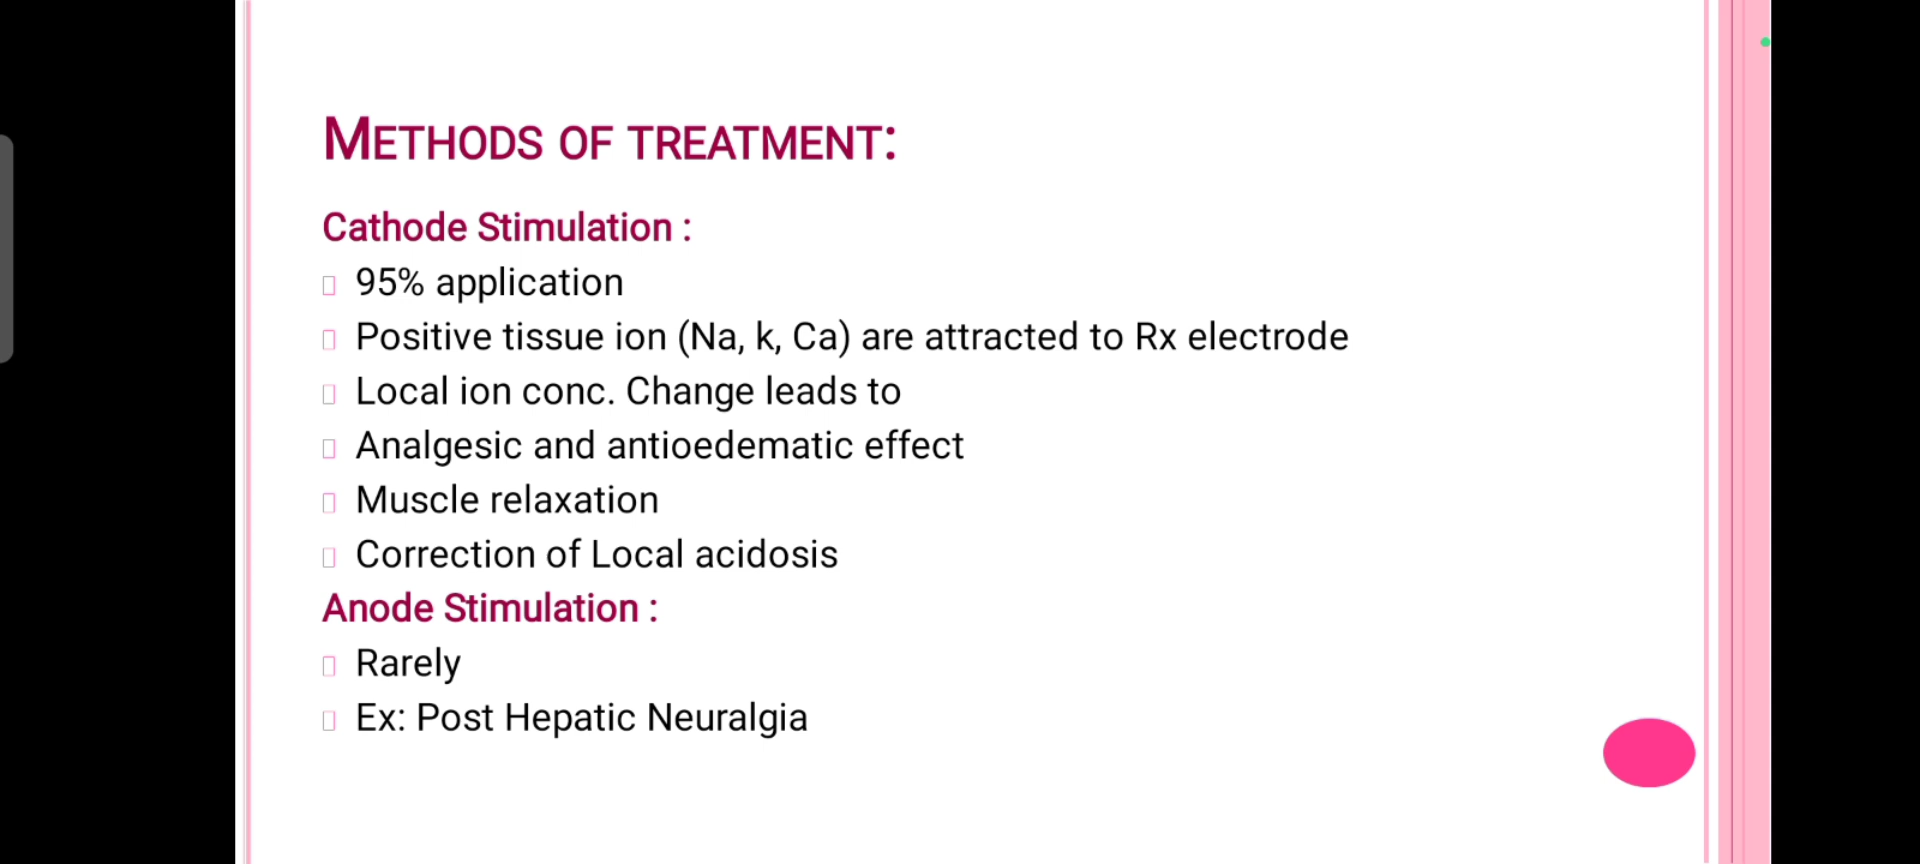 METHODS OF TREATMENT:
Cathode Stimulation :
95% application
Positive tissue ion (Na, k, Ca) are attracted to Rx electrode
Local ion conc. Change leads to
Analgesic and antioedematic effect
Muscle relaxation
Correction of Local acidosis
Anode Stimulation :
Rarely
Ex: Post Hepatic Neuralgia